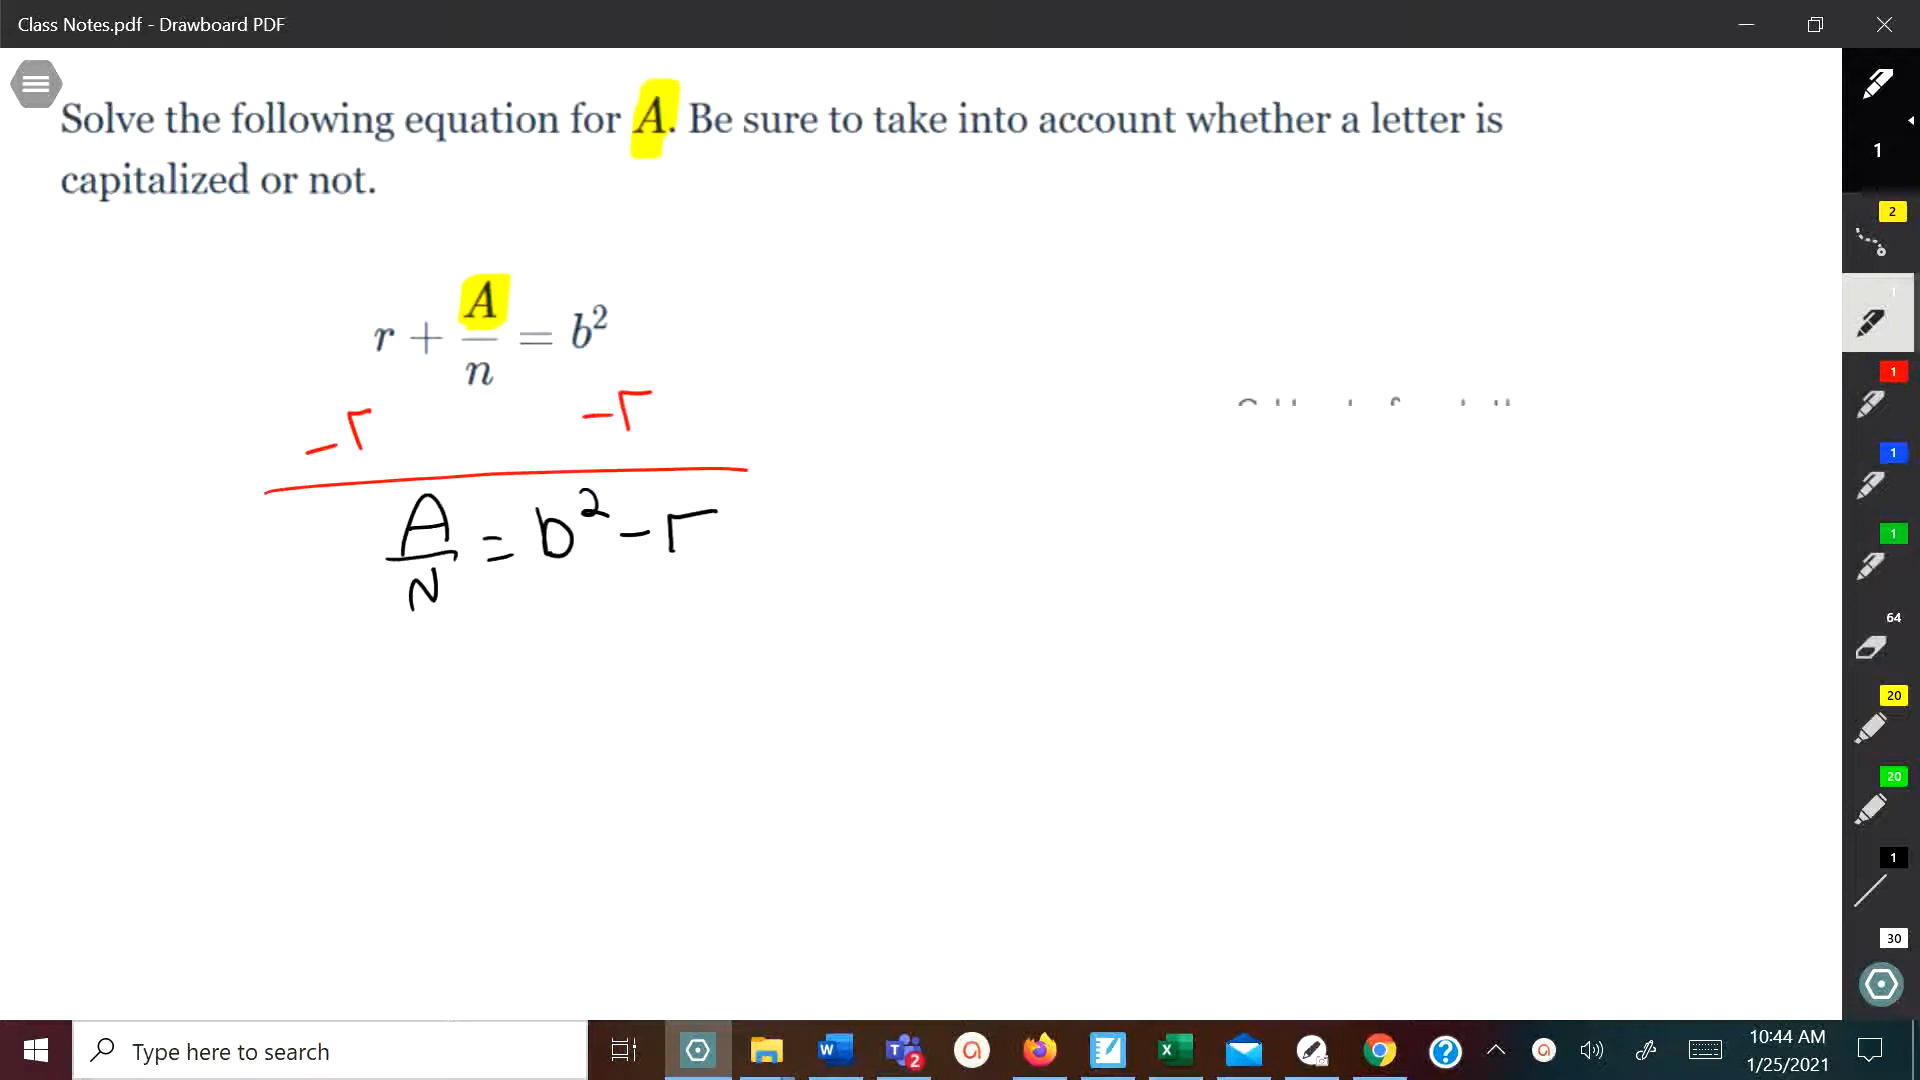 Class Notes.pdf - Drawboard PDF
Solve the following equation for A. Be sure to take into account whether a letter is
capitalized or not.
r + A/n = b²
-r -r
A/N = b² - r
1
2
1
1
1
1
64
20
20
1
30
Type here to search
2
10:44 AM
1/25/2021